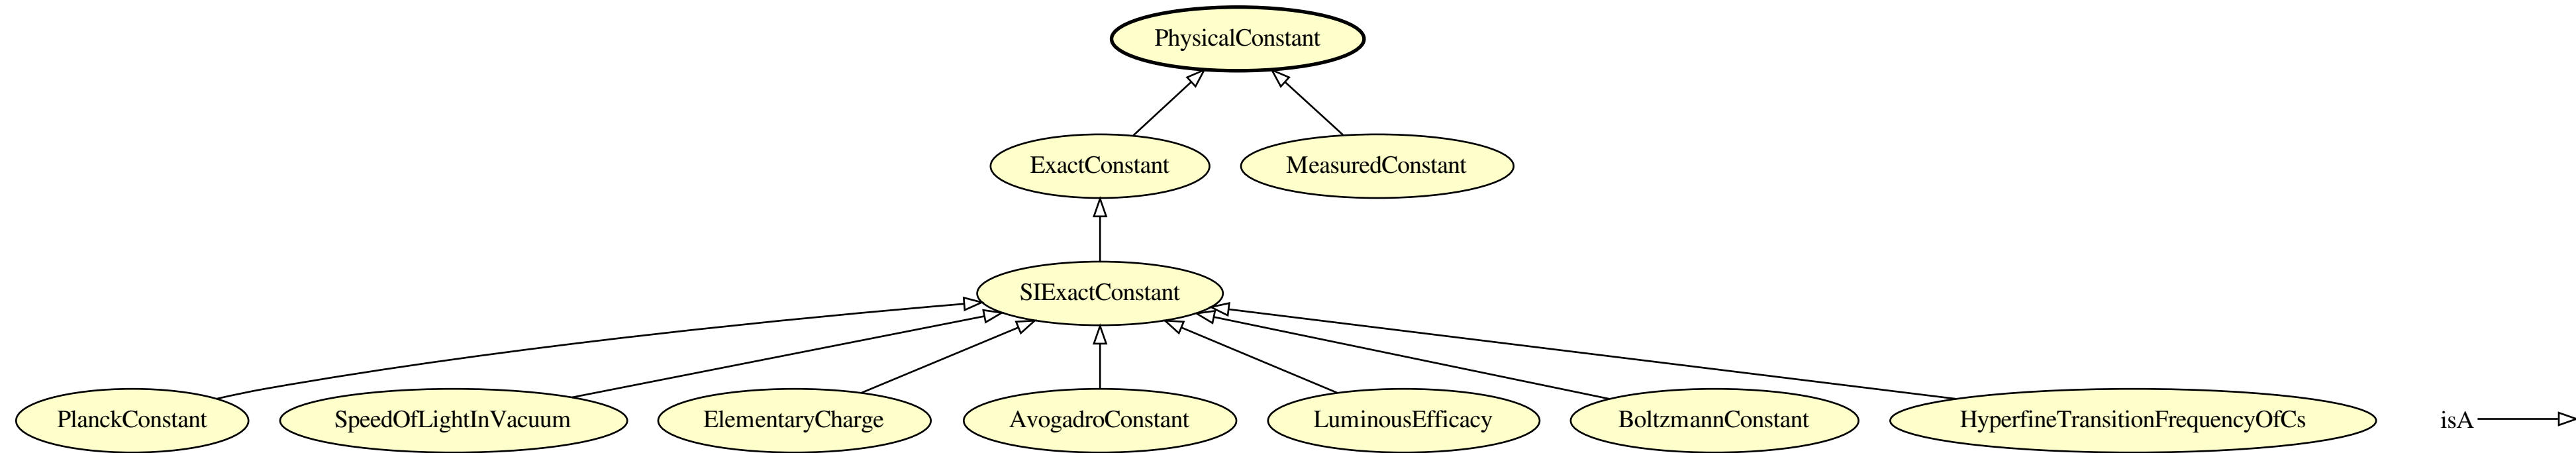 PhysicalConstant
ExactConstant
MeasuredConstant
SIExactConstant
PlanckConstant
SpeedOfLightInVacuum
ElementaryCharge
AvogadroConstant
LuminousEfficacy
BoltzmannConstant
HyperfineTransitionFrequencyOfCs
isA